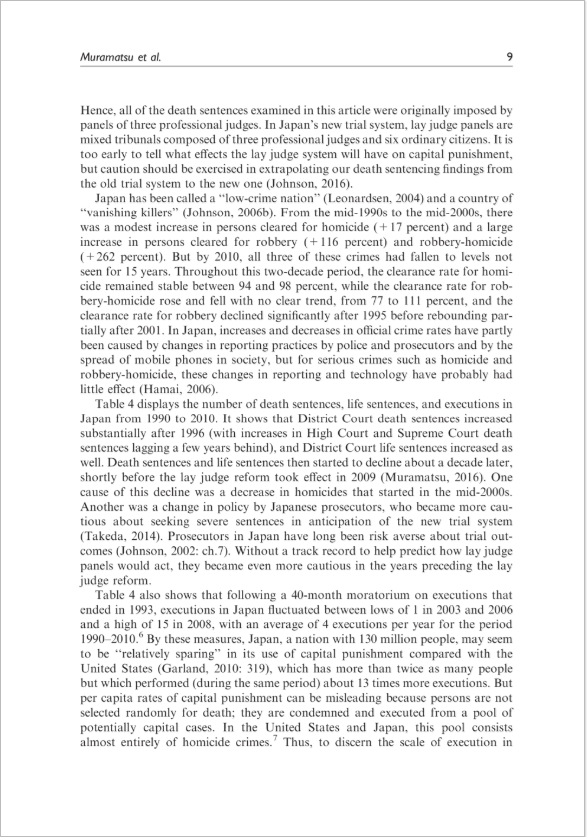 Muramatsu et al. 9
Hence, all of the death sentences examined in this article were originally imposed by
panels of three professional judges. In Japan's new trial system, lay judge panels are
mixed tribunals composed of three professional judges and six ordinary citizens. It is
too early to tell what effects the lay judge system will have on capital punishment,
but caution should be exercised in extrapolating our death sentencing findings from
the old trial system to the new one (Johnson, 2016).
Japan has been called a ‘‘low-crime nation’’ (Leonardsen, 2004) and a country of
‘‘vanishing killers’’ (Johnson, 2006b). From the mid-1990s to the mid-2000s, there
was a modest increase in persons cleared for homicide (+17 percent) and a large
increase in persons cleared for robbery (+116 percent) and robbery-homicide
(+262 percent). But by 2010, all three of these crimes had fallen to levels not
seen for 15 years. Throughout this two-decade period, the clearance rate for homi-
cide remained stable between 94 and 98 percent, while the clearance rate for rob-
bery-homicide rose and fell with no clear trend, from 77 to 111 percent, and the
clearance rate for robbery declined significantly after 1995 before rebounding par-
tially after 2001. In Japan, increases and decreases in official crime rates have partly
been caused by changes in reporting practices by police and prosecutors and by the
spread of mobile phones in society, but for serious crimes such as homicide and
robbery-homicide, these changes in reporting and technology have probably had
little effect (Hamai, 2006).
Table 4 displays the number of death sentences, life sentences, and executions in
Japan from 1990 to 2010. It shows that District Court death sentences increased
substantially after 1996 (with increases in High Court and Supreme Court death
sentences lagging a few years behind), and District Court life sentences increased as
well. Death sentences and life sentences then started to decline about a decade later,
shortly before the lay judge reform took effect in 2009 (Muramatsu, 2016). One
cause of this decline was a decrease in homicides that started in the mid-2000s.
Another was a change in policy by Japanese prosecutors, who became more cau-
tious about seeking severe sentences in anticipation of the new trial system
(Takeda, 2014). Prosecutors in Japan have long been risk averse about trial out-
comes (Johnson, 2002: ch.7). Without a track record to help predict how lay judge
panels would act, they became even more cautious in the years preceding the lay
judge reform.
Table 4 also shows that following a 40-month moratorium on executions that
ended in 1993, executions in Japan fluctuated between lows of 1 in 2003 and 2006
and a high of 15 in 2008, with an average of 4 executions per year for the period
1990–2010.6 By these measures, Japan, a nation with 130 million people, may seem
to be ‘‘relatively sparing’’ in its use of capital punishment compared with the
United States (Garland, 2010: 319), which has more than twice as many people
but which performed (during the same period) about 13 times more executions. But
per capita rates of capital punishment can be misleading because persons are not
selected randomly for death; they are condemned and executed from a pool of
potentially capital cases. In the United States and Japan, this pool consists
almost entirely of homicide crimes.7 Thus, to discern the scale of execution in